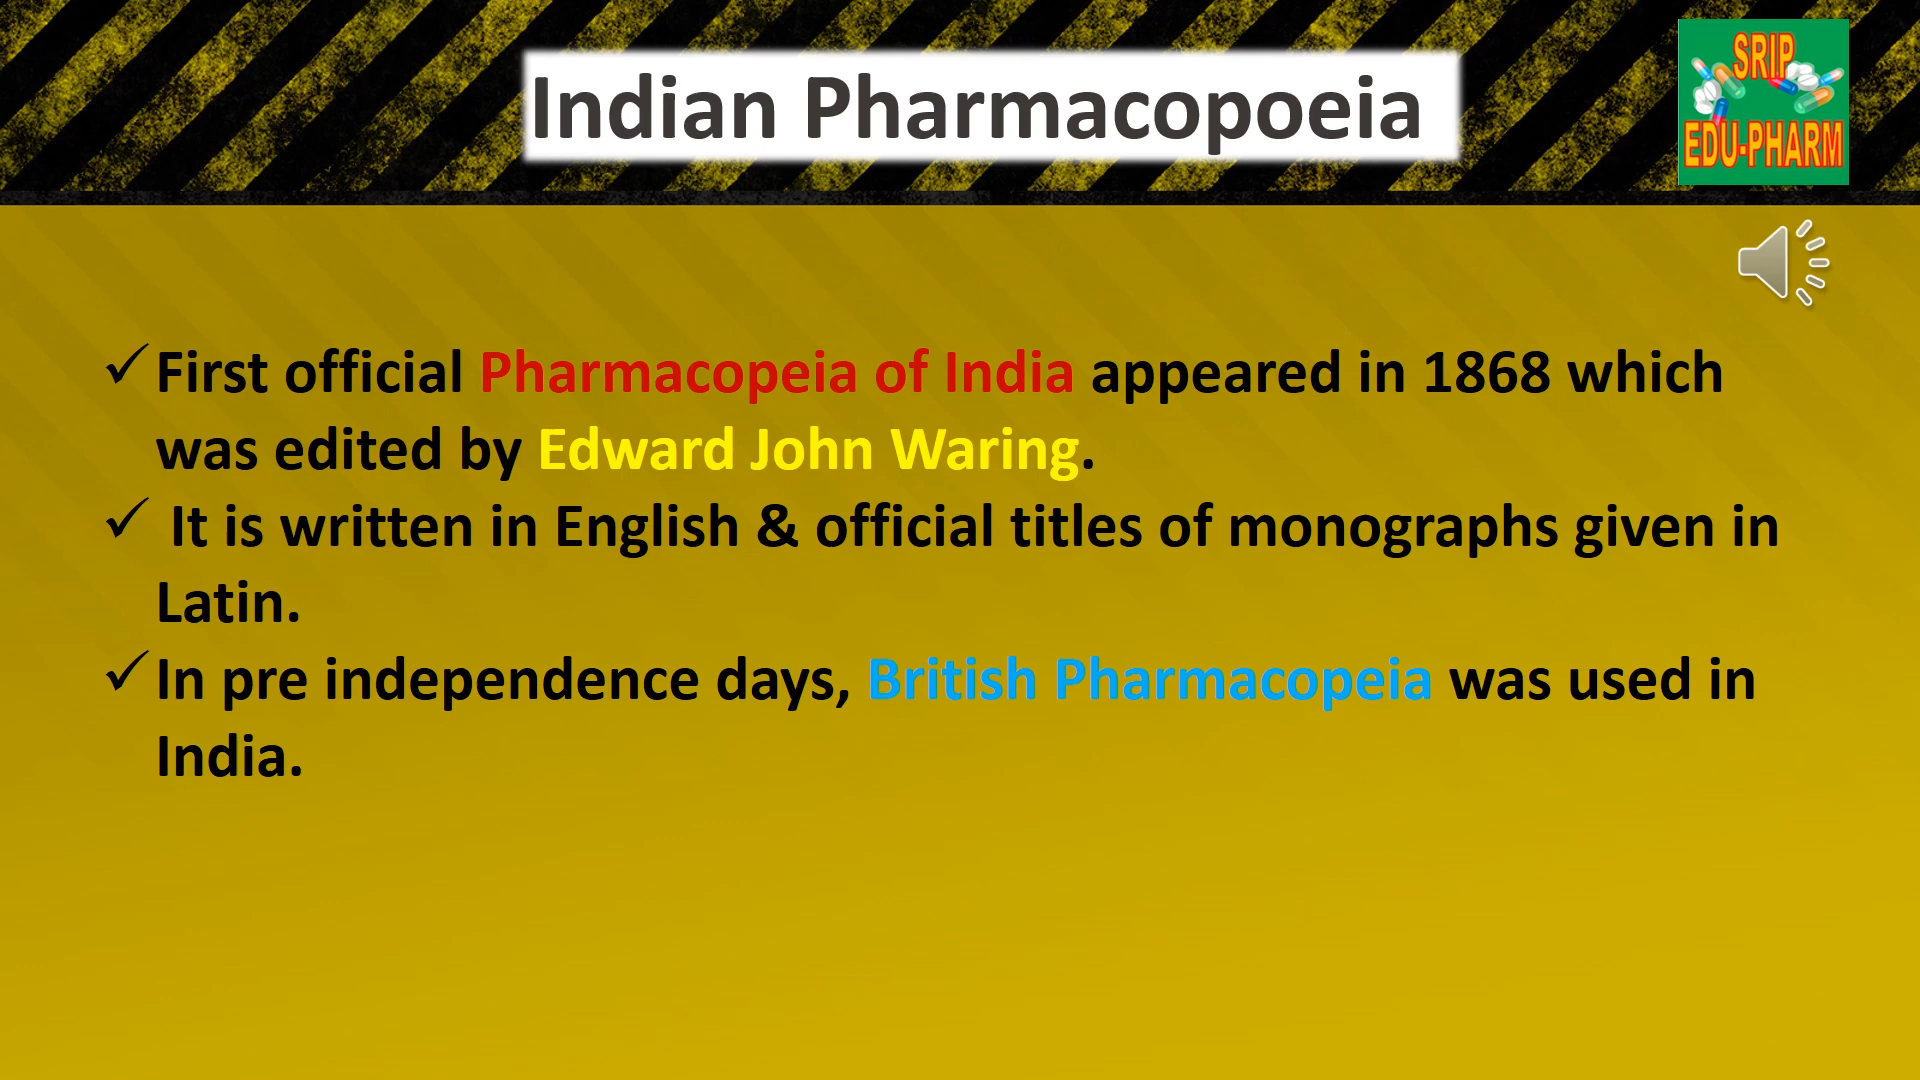 Indian Pharmacopoeia
SRIP
EDU-PHARM
✓First official Pharmacopeia of India appeared in 1868 which
was edited by Edward John Waring.
✓ It is written in English & official titles of monographs given in
Latin.
✓In pre independence days, British Pharmacopeia was used in
India.